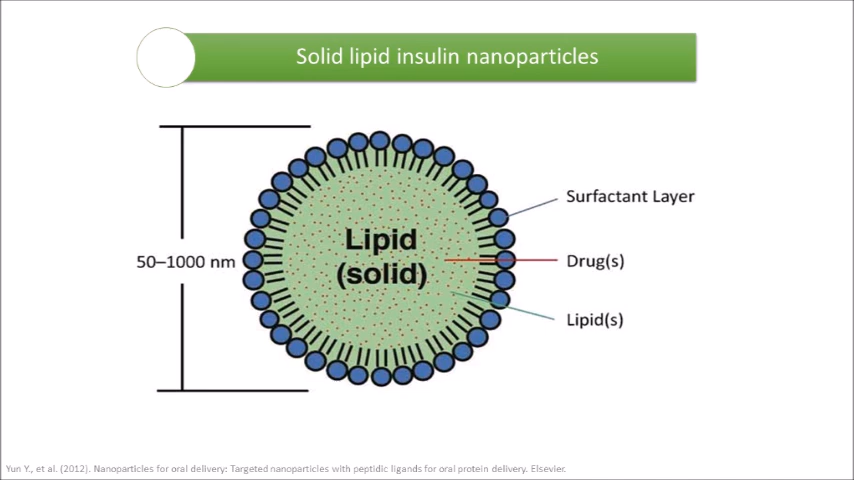 Solid lipid insulin nanoparticles
Surfactant Layer
Lipid
(solid)
50–1000 nm
Drug(s)
Lipid(s)
Yun Y., et al. (2012). Nanoparticles for oral delivery: Targeted nanoparticles with peptidic ligands for oral protein delivery. Elsevier.